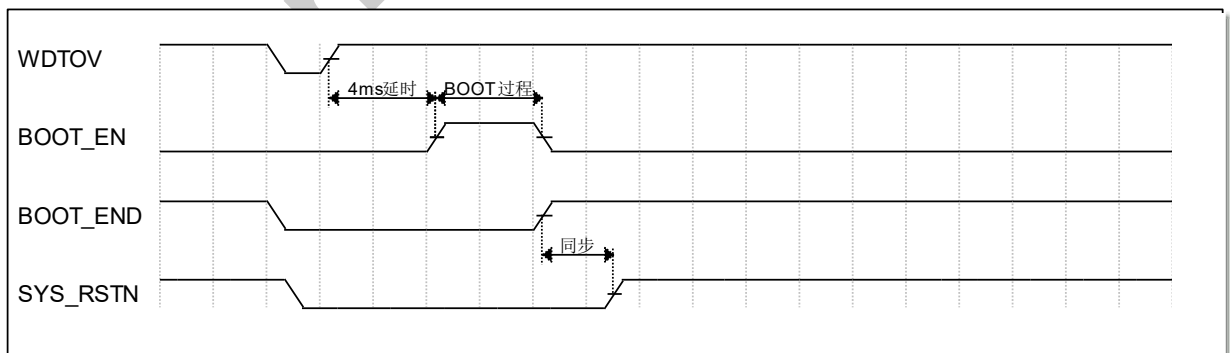 WDTOV
4ms延时
BOOT过程
BOOT_EN
BOOT_END
同步
SYS_RSTN